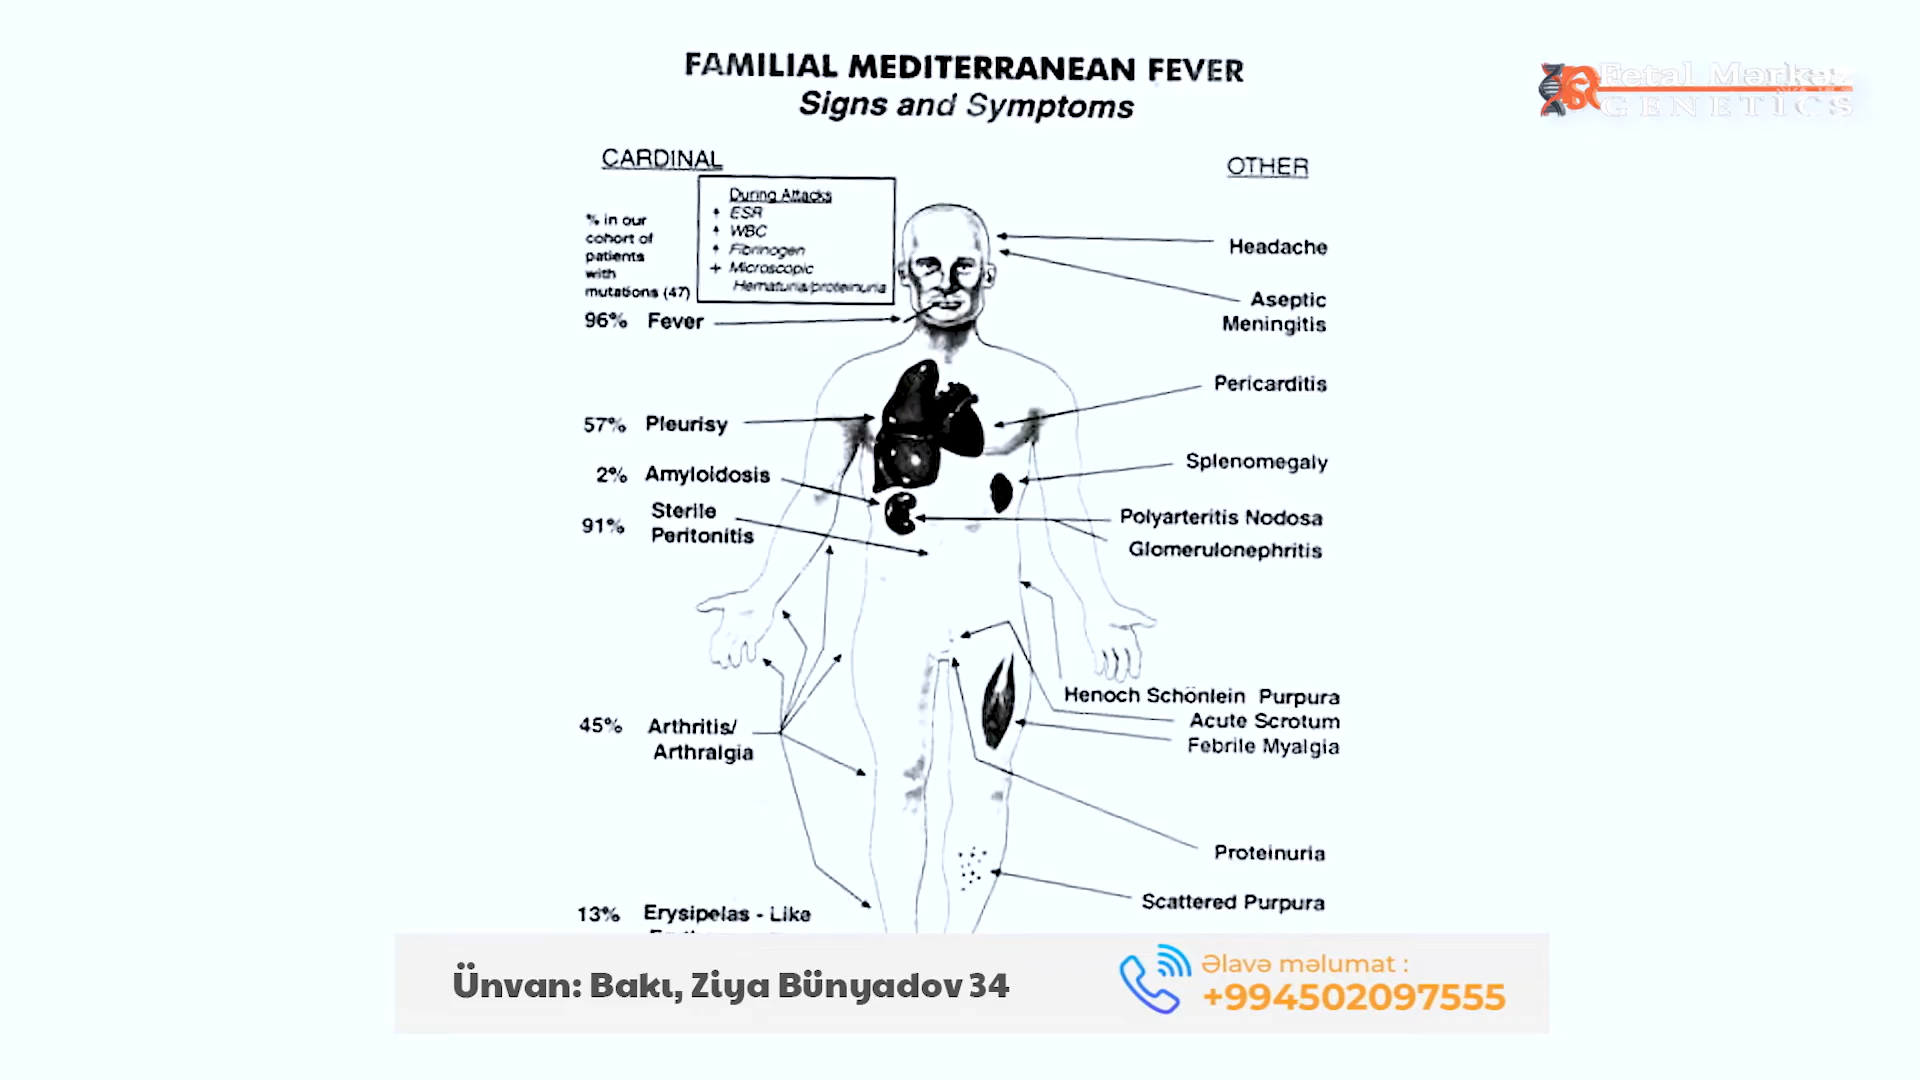 FAMILIAL MEDITERRANEAN FEVER
Signs and Symptoms
Fetal Mərkəz
GENETICS
CARDINAL
% in our
cohort of
patients
with
mutations (47)
During Attacks
↑ ESR
↑ WBC
↑ Fibrinogen
+ Microscopic
Hematuria/proteinuria
96% Fever
57% Pleurisy
2% Amyloidosis
91% Sterile
Peritonitis
45% Arthritis/
Arthralgia
13% Erysipelas - Like
OTHER
Headache
Aseptic
Meningitis
Pericarditis
Splenomegaly
Polyarteritis Nodosa
Glomerulonephritis
Henoch Schönlein Purpura
Acute Scrotum
Febrile Myalgia
Proteinuria
Scattered Purpura
Ünvan: Bakı, Ziya Bünyadov 34
Əlavə məlumat :
+994502097555